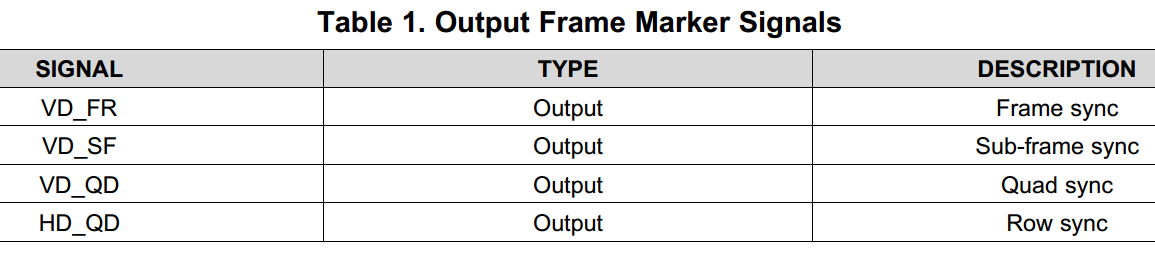 Table 1. Output Frame Marker Signals
SIGNAL TYPE DESCRIPTION
VD_FR Output Frame sync
VD_SF Output Sub-frame sync
VD_QD Output Quad sync
HD_QD Output Row sync